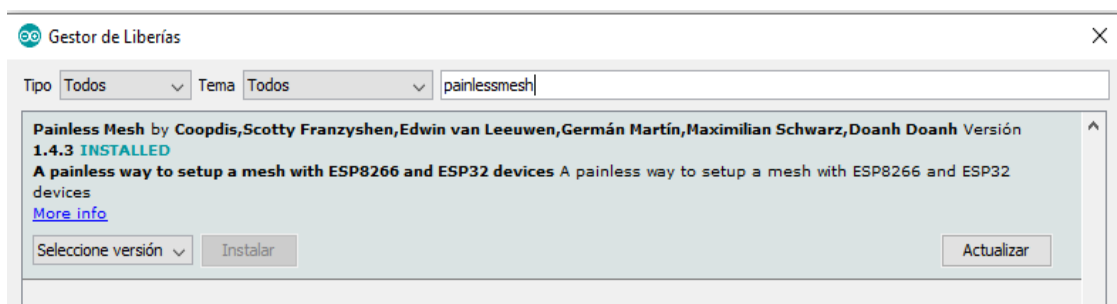 Gestor de Liberías
Tipo Todos Tema Todos painlessmesh
Painless Mesh by Coopdis,Scotty Franzyshen,Edwin van Leeuwen,Germán Martín,Maximilian Schwarz,Doanh Doanh Versión
1.4.3 INSTALLED
A painless way to setup a mesh with ESP8266 and ESP32 devices A painless way to setup a mesh with ESP8266 and ESP32
devices
More info
Seleccione versión Instalar Actualizar